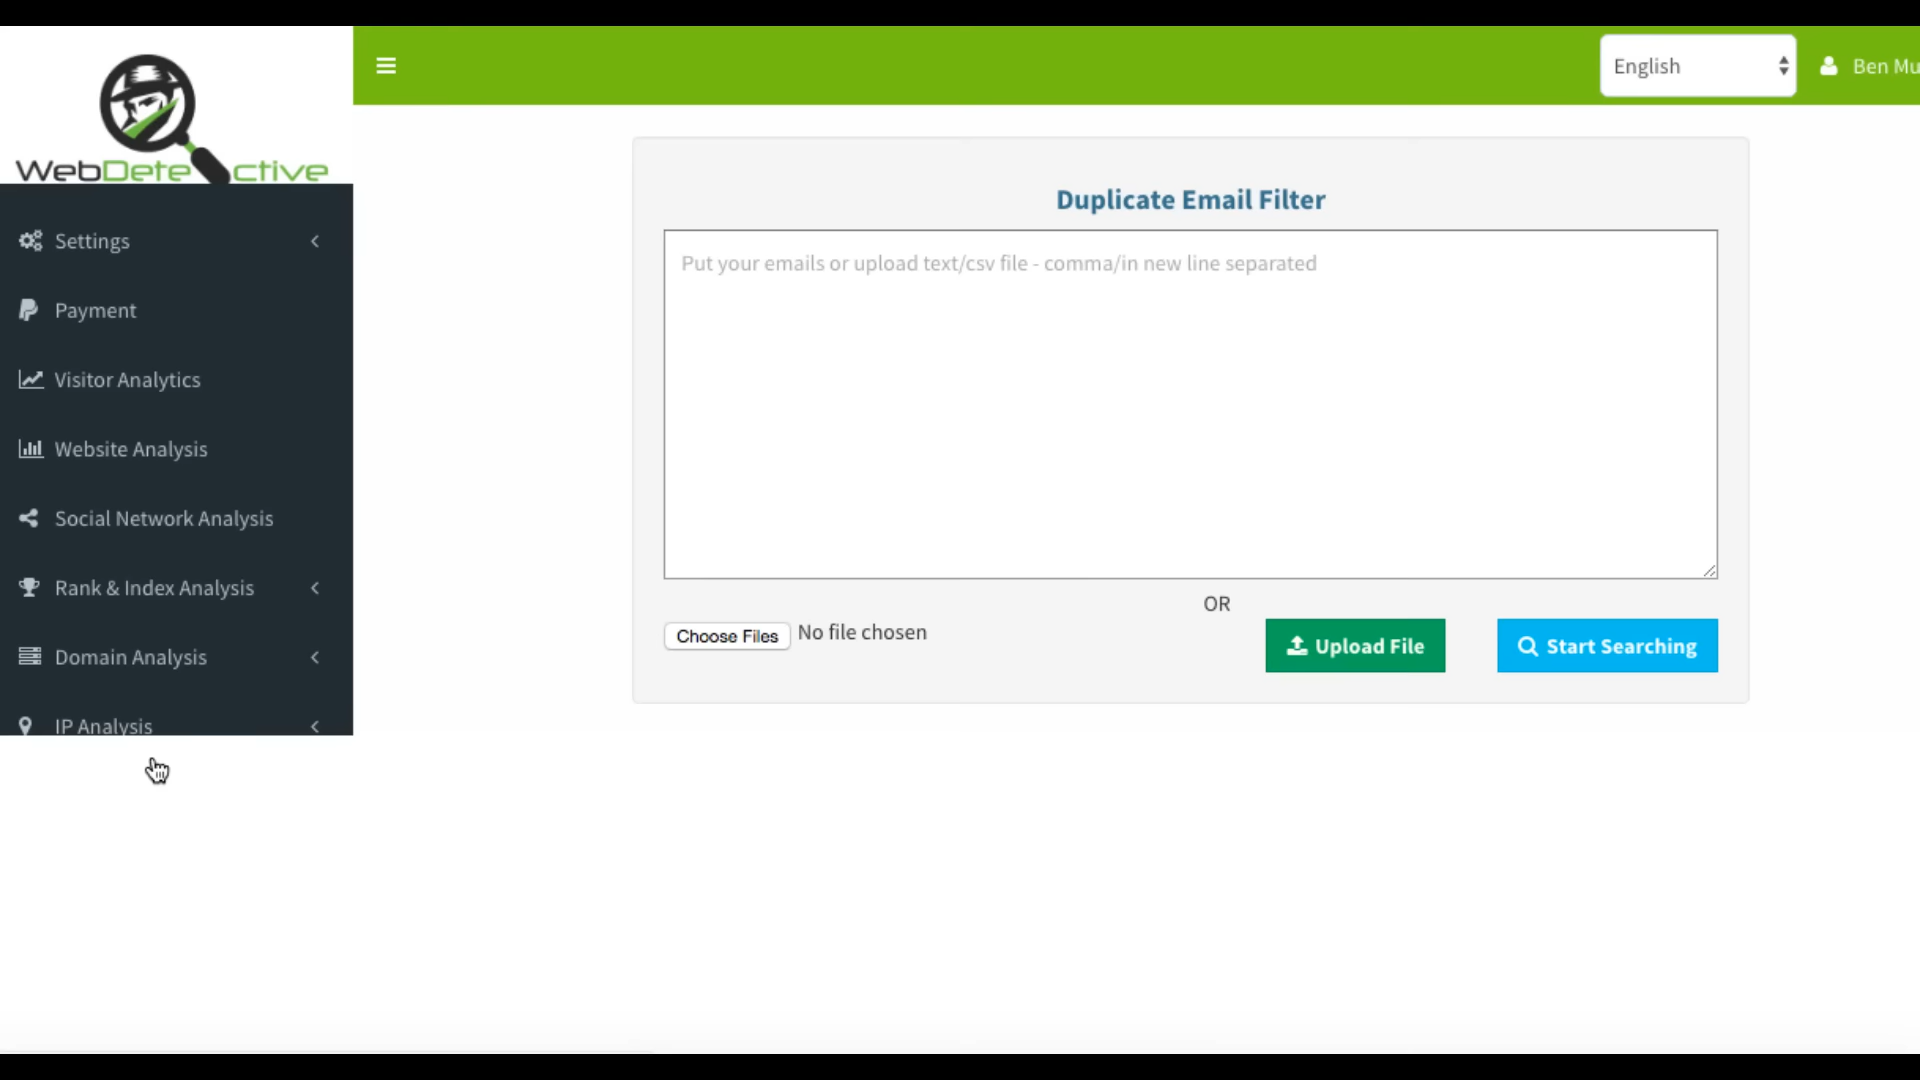 WebDetective
English
Ben Mu
Settings
Payment
Visitor Analytics
Website Analysis
Social Network Analysis
Rank & Index Analysis
Domain Analysis
IP Analysis
Duplicate Email Filter
Put your emails or upload text/csv file - comma/in new line separated
OR
Choose Files No file chosen
Upload File
Start Searching